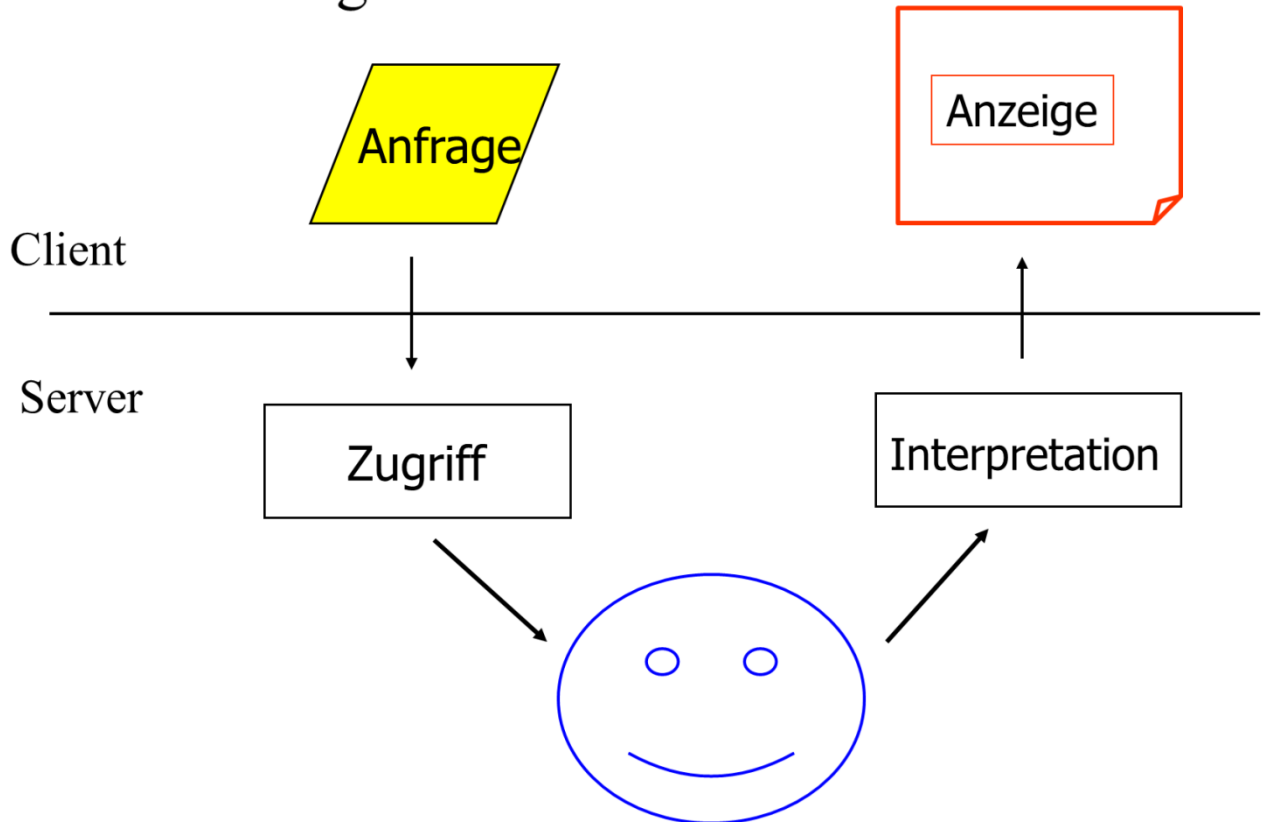 Anfrage
Anzeige
Client
Server
Zugriff
Interpretation